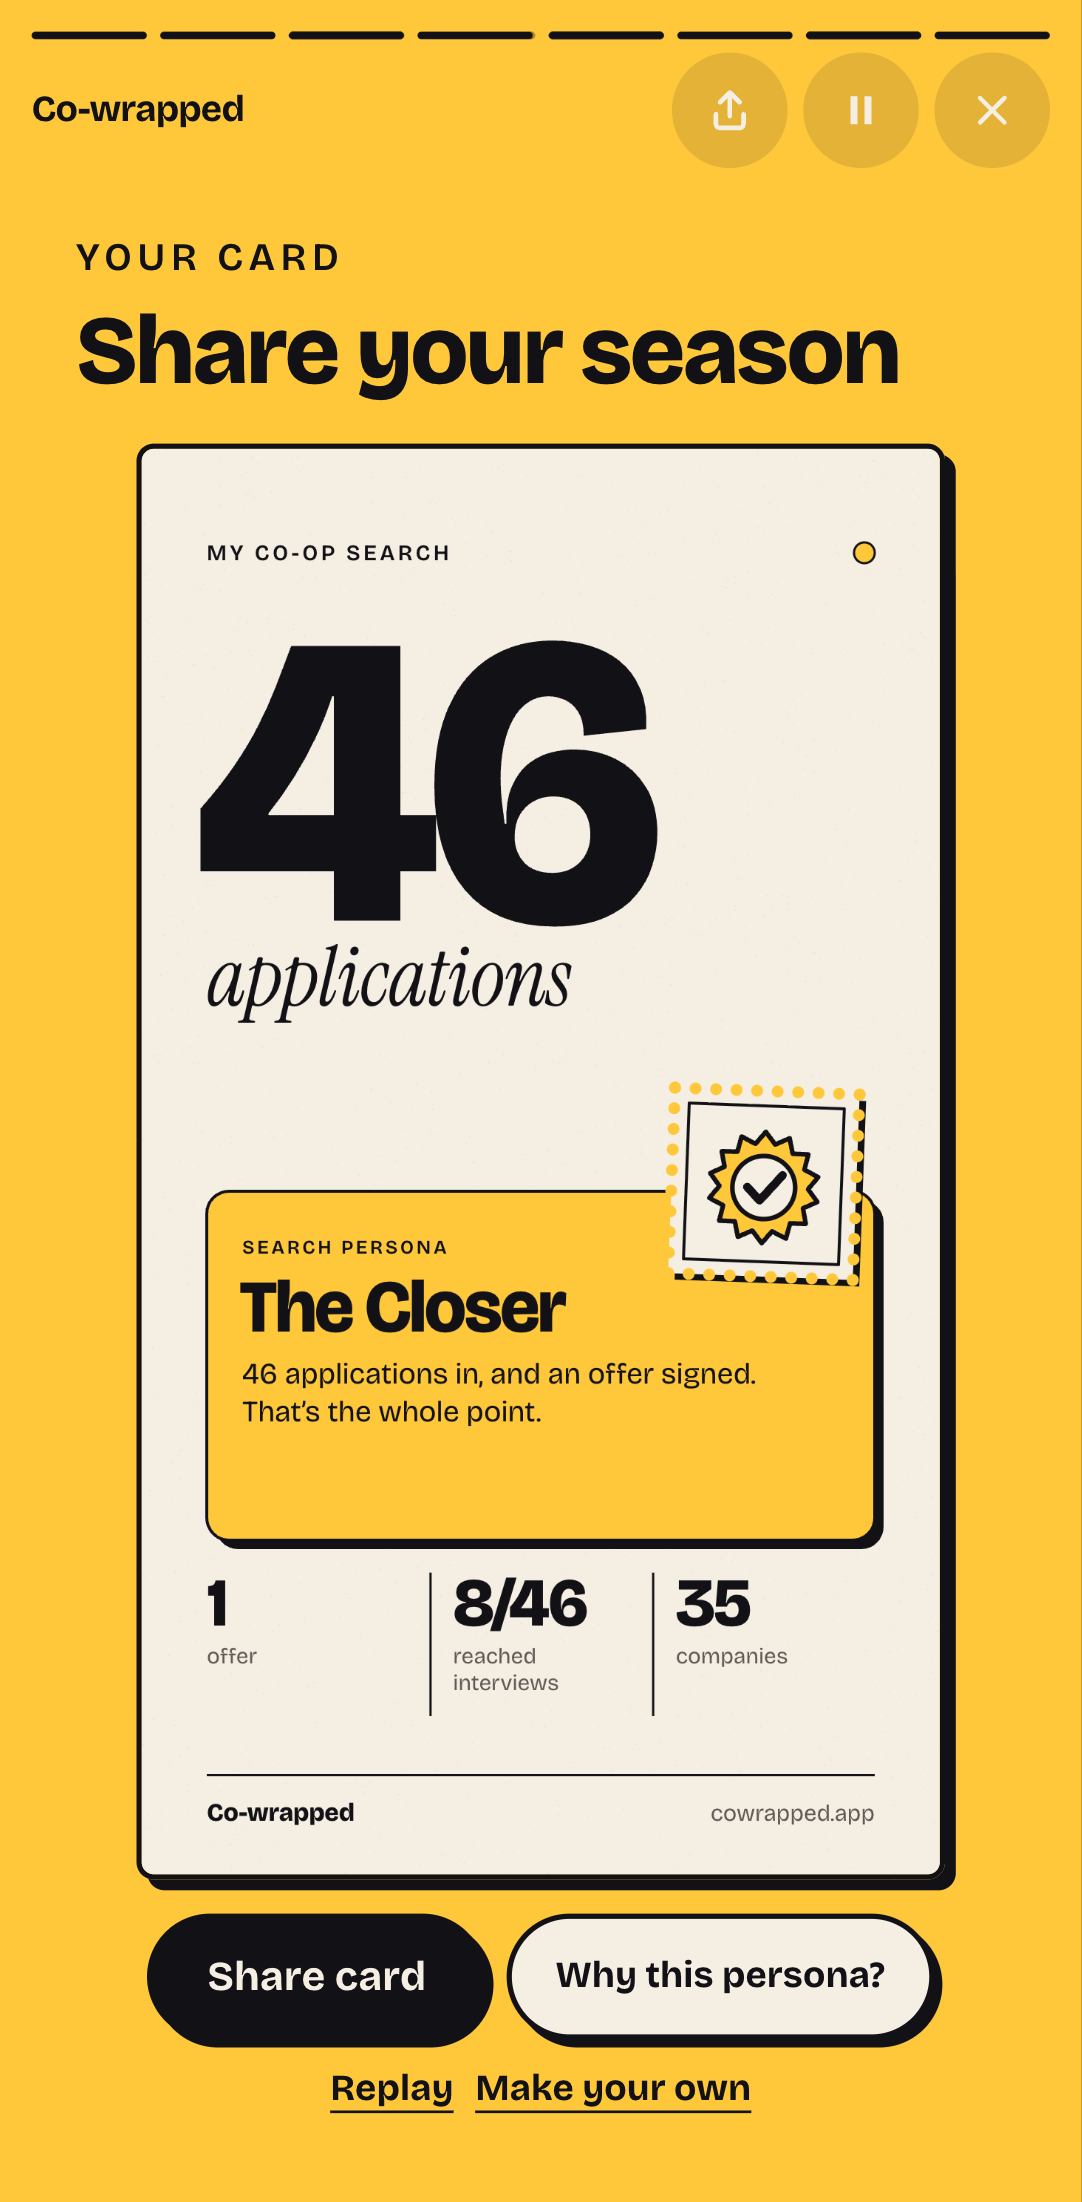 Co-wrapped
YOUR CARD
Share your season
MY CO-OP SEARCH
46
applications
SEARCH PERSONA
The Closer
46 applications in, and an offer signed.
That's the whole point.
1
offer
8/46
reached
interviews
35
companies
Co-wrapped
cowrapped.app
Share card
Why this persona?
Replay
Make your own